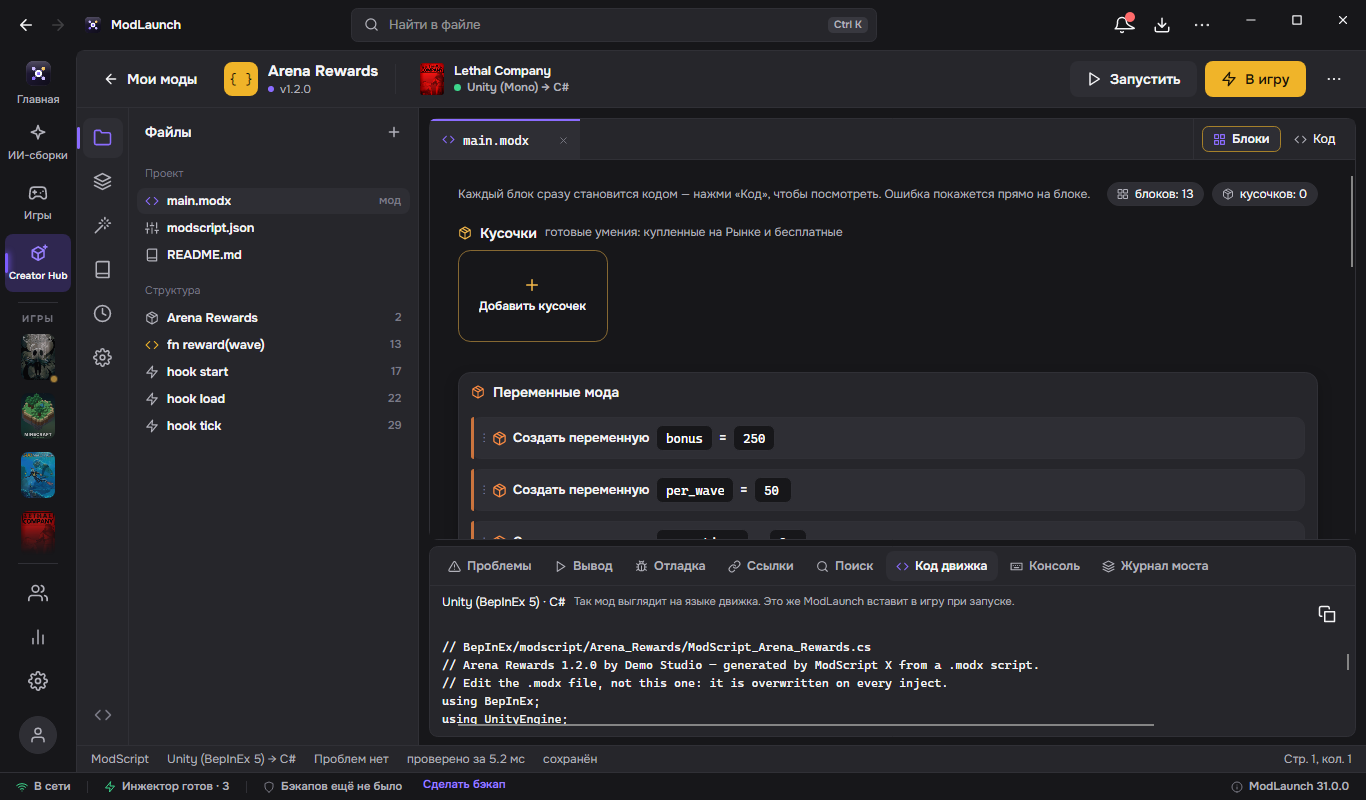 ModLaunch
Найти в файле
Ctrl K
Главная
ИИ-сборки
Игры
Creator Hub
ИГРЫ
MINECRAFT
LETHAL COMPANY
Мои моды
{ }
Arena Rewards
v1.2.0
Lethal Company
Unity (Mono) → C#
Запустить
В игру
Файлы
Проект
main.modx мод
modscript.json
README.md
Структура
Arena Rewards 2
fn reward(wave) 13
hook start 17
hook load 22
hook tick 29
main.modx
Блоки
Код
Каждый блок сразу становится кодом — нажми «Код», чтобы посмотреть. Ошибка покажется прямо на блоке.
блоков: 13
кусочков: 0
Кусочки готовые умения: купленные на Рынке и бесплатные
Добавить кусочек
Переменные мода
Создать переменную bonus = 250
Создать переменную per_wave = 50
Проблемы
Вывод
Отладка
Ссылки
Поиск
Код движка
Консоль
Журнал моста
Unity (BepInEx 5) · C# Так мод выглядит на языке движка. Это же ModLaunch вставит в игру при запуске.
// BepInEx/modscript/Arena_Rewards/ModScript_Arena_Rewards.cs
// Arena Rewards 1.2.0 by Demo Studio — generated by ModScript X from a .modx script.
// Edit the .modx file, not this one: it is overwritten on every inject.
using BepInEx;
using UnityEngine;
ModScript Unity (BepInEx 5) → C# Проблем нет проверено за 5.2 мс сохранён Стр. 1, кол. 1
В сети Инжектор готов · 3 Бэкапов ещё не было Сделать бэкап ModLaunch 31.0.0